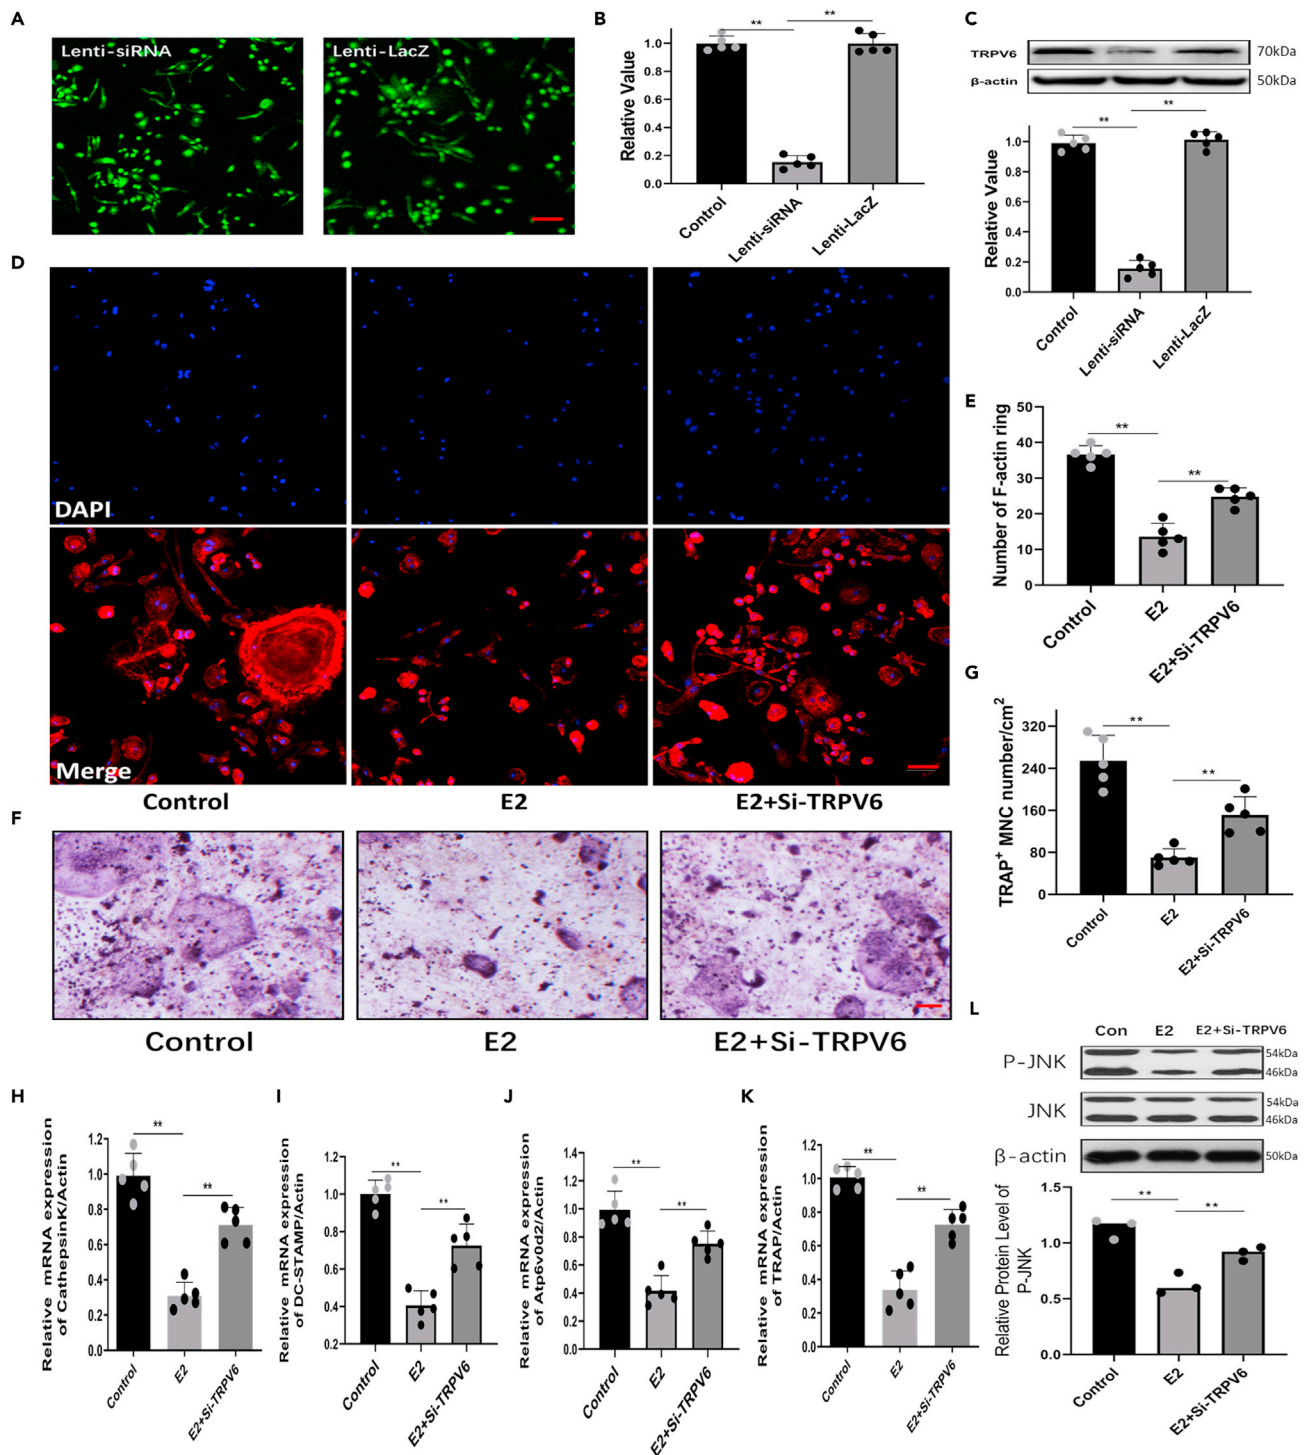 A
Lenti-siRNA
Lenti-LacZ
B
Relative Value
1.0
0.8
0.6
0.4
0.2
0.0
**
**
Control
Lenti-siRNA
Lenti-LacZ
C
TRPV6
70kDa
β-actin
50kDa
**
**
Relative Value
1.0
0.8
0.6
0.4
0.2
0.0
Control
Lenti-siRNA
Lenti-LacZ
D
DAPI
Merge
Control
E2
E2+Si-TRPV6
E
Number of F-actin ring
50
40
30
20
10
0
**
**
Control
E2
E2+Si-TRPV6
F
Control
E2
E2+Si-TRPV6
G
TRAP⁺ MNC number/cm²
320
240
160
80
0
**
**
Control
E2
E2+Si-TRPV6
H
Relative mRNA expression
of CathepsinK/Actin
1.2
1.0
0.8
0.6
0.4
0.2
0.0
**
**
Control
E2
E2+Si-TRPV6
I
Relative mRNA expression
of DC-STAMP/Actin
1.2
1.0
0.8
0.6
0.4
0.2
**
**
Control
E2
E2+Si-TRPV6
J
Relative mRNA expression
of Atp6v0d2/Actin
1.4
1.2
1.0
0.8
0.6
0.4
0.2
0.0
**
**
Control
E2
E2+Si-TRPV6
K
Relative mRNA expression
of TRAP/Actin
1.2
1.0
0.8
0.6
0.4
0.2
0.0
**
**
Control
E2
E2+Si-TRPV6
L
Con E2 E2+Si-TRPV6
P-JNK
54kDa
46kDa
JNK
54kDa
46kDa
β-actin
50kDa
Relative Protein Level of
P-JNK
1.5
1.0
0.5
0.0
**
**
Control
E2
E2+Si-TRPV6